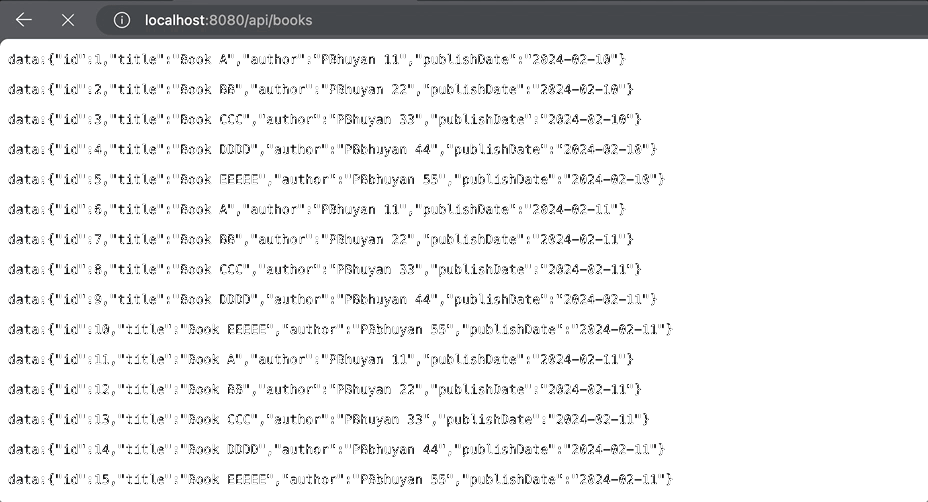 localhost:8080/api/books
data:{"id":1,"title":"Book A","author":"PBhuyan 11","publishDate":"2024-02-10"}
data:{"id":2,"title":"Book BB","author":"PBhuyan 22","publishDate":"2024-02-10"}
data:{"id":3,"title":"Book CCC","author":"PBhuyan 33","publishDate":"2024-02-10"}
data:{"id":4,"title":"Book DDDD","author":"PBbhuyan 44","publishDate":"2024-02-10"}
data:{"id":5,"title":"Book EEEEE","author":"PBbhuyan 55","publishDate":"2024-02-10"}
data:{"id":6,"title":"Book A","author":"PBhuyan 11","publishDate":"2024-02-11"}
data:{"id":7,"title":"Book BB","author":"PBhuyan 22","publishDate":"2024-02-11"}
data:{"id":8,"title":"Book CCC","author":"PBhuyan 33","publishDate":"2024-02-11"}
data:{"id":9,"title":"Book DDDD","author":"PBbhuyan 44","publishDate":"2024-02-11"}
data:{"id":10,"title":"Book EEEEE","author":"PBbhuyan 55","publishDate":"2024-02-11"}
data:{"id":11,"title":"Book A","author":"PBhuyan 11","publishDate":"2024-02-11"}
data:{"id":12,"title":"Book BB","author":"PBhuyan 22","publishDate":"2024-02-11"}
data:{"id":13,"title":"Book CCC","author":"PBhuyan 33","publishDate":"2024-02-11"}
data:{"id":14,"title":"Book DDDD","author":"PBbhuyan 44","publishDate":"2024-02-11"}
data:{"id":15,"title":"Book EEEEE","author":"PBbhuyan 55","publishDate":"2024-02-11"}